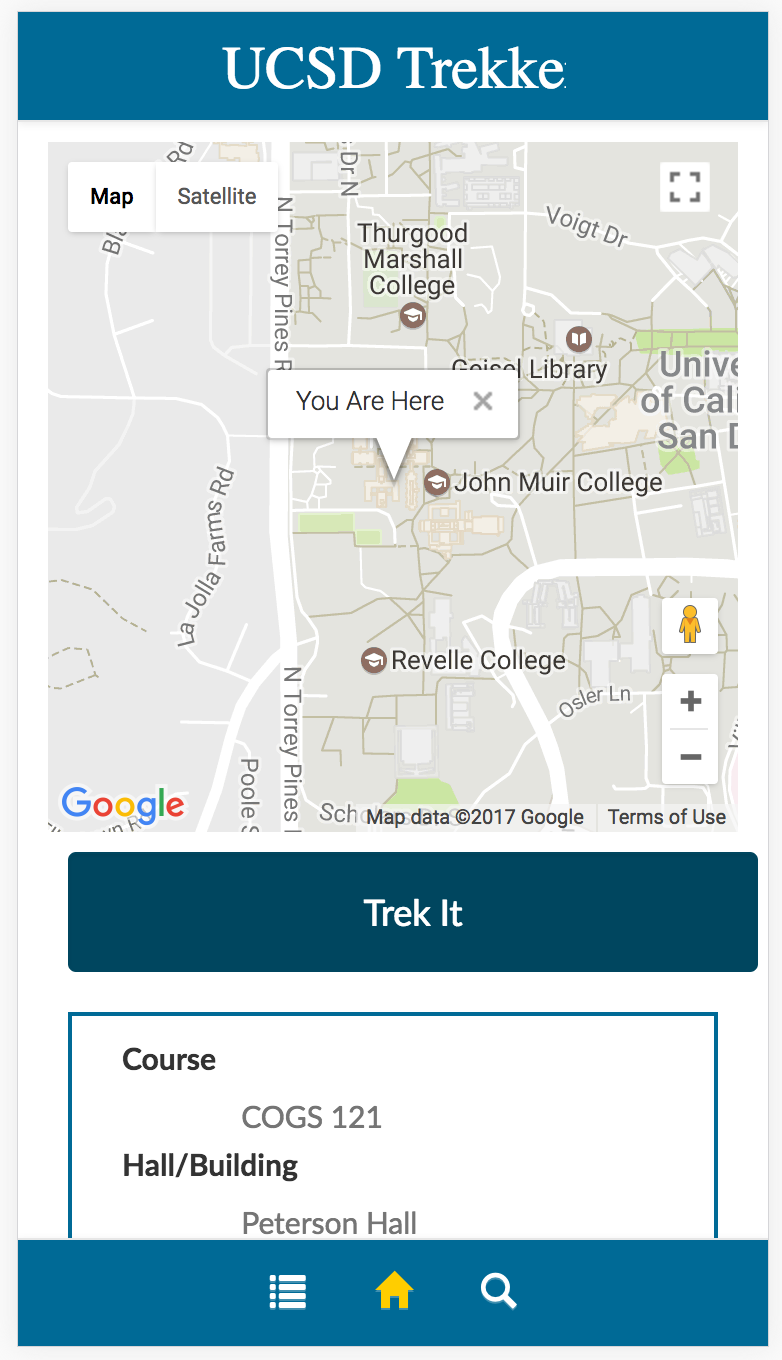 UCSD Trekke
Map
Satellite
Rd
Dr N
N Torrey Pines R
Voigt Dr
Thurgood
Marshall
College
Geisel Library
Unive
of Cali
San D
You Are Here
John Muir College
La Jolla Farms Rd
Revelle College
Osler Ln
N Torrey Pines
Poole S
Google
Map data ©2017 Google
Terms of Use
Trek It
Course
COGS 121
Hall/Building
Peterson Hall